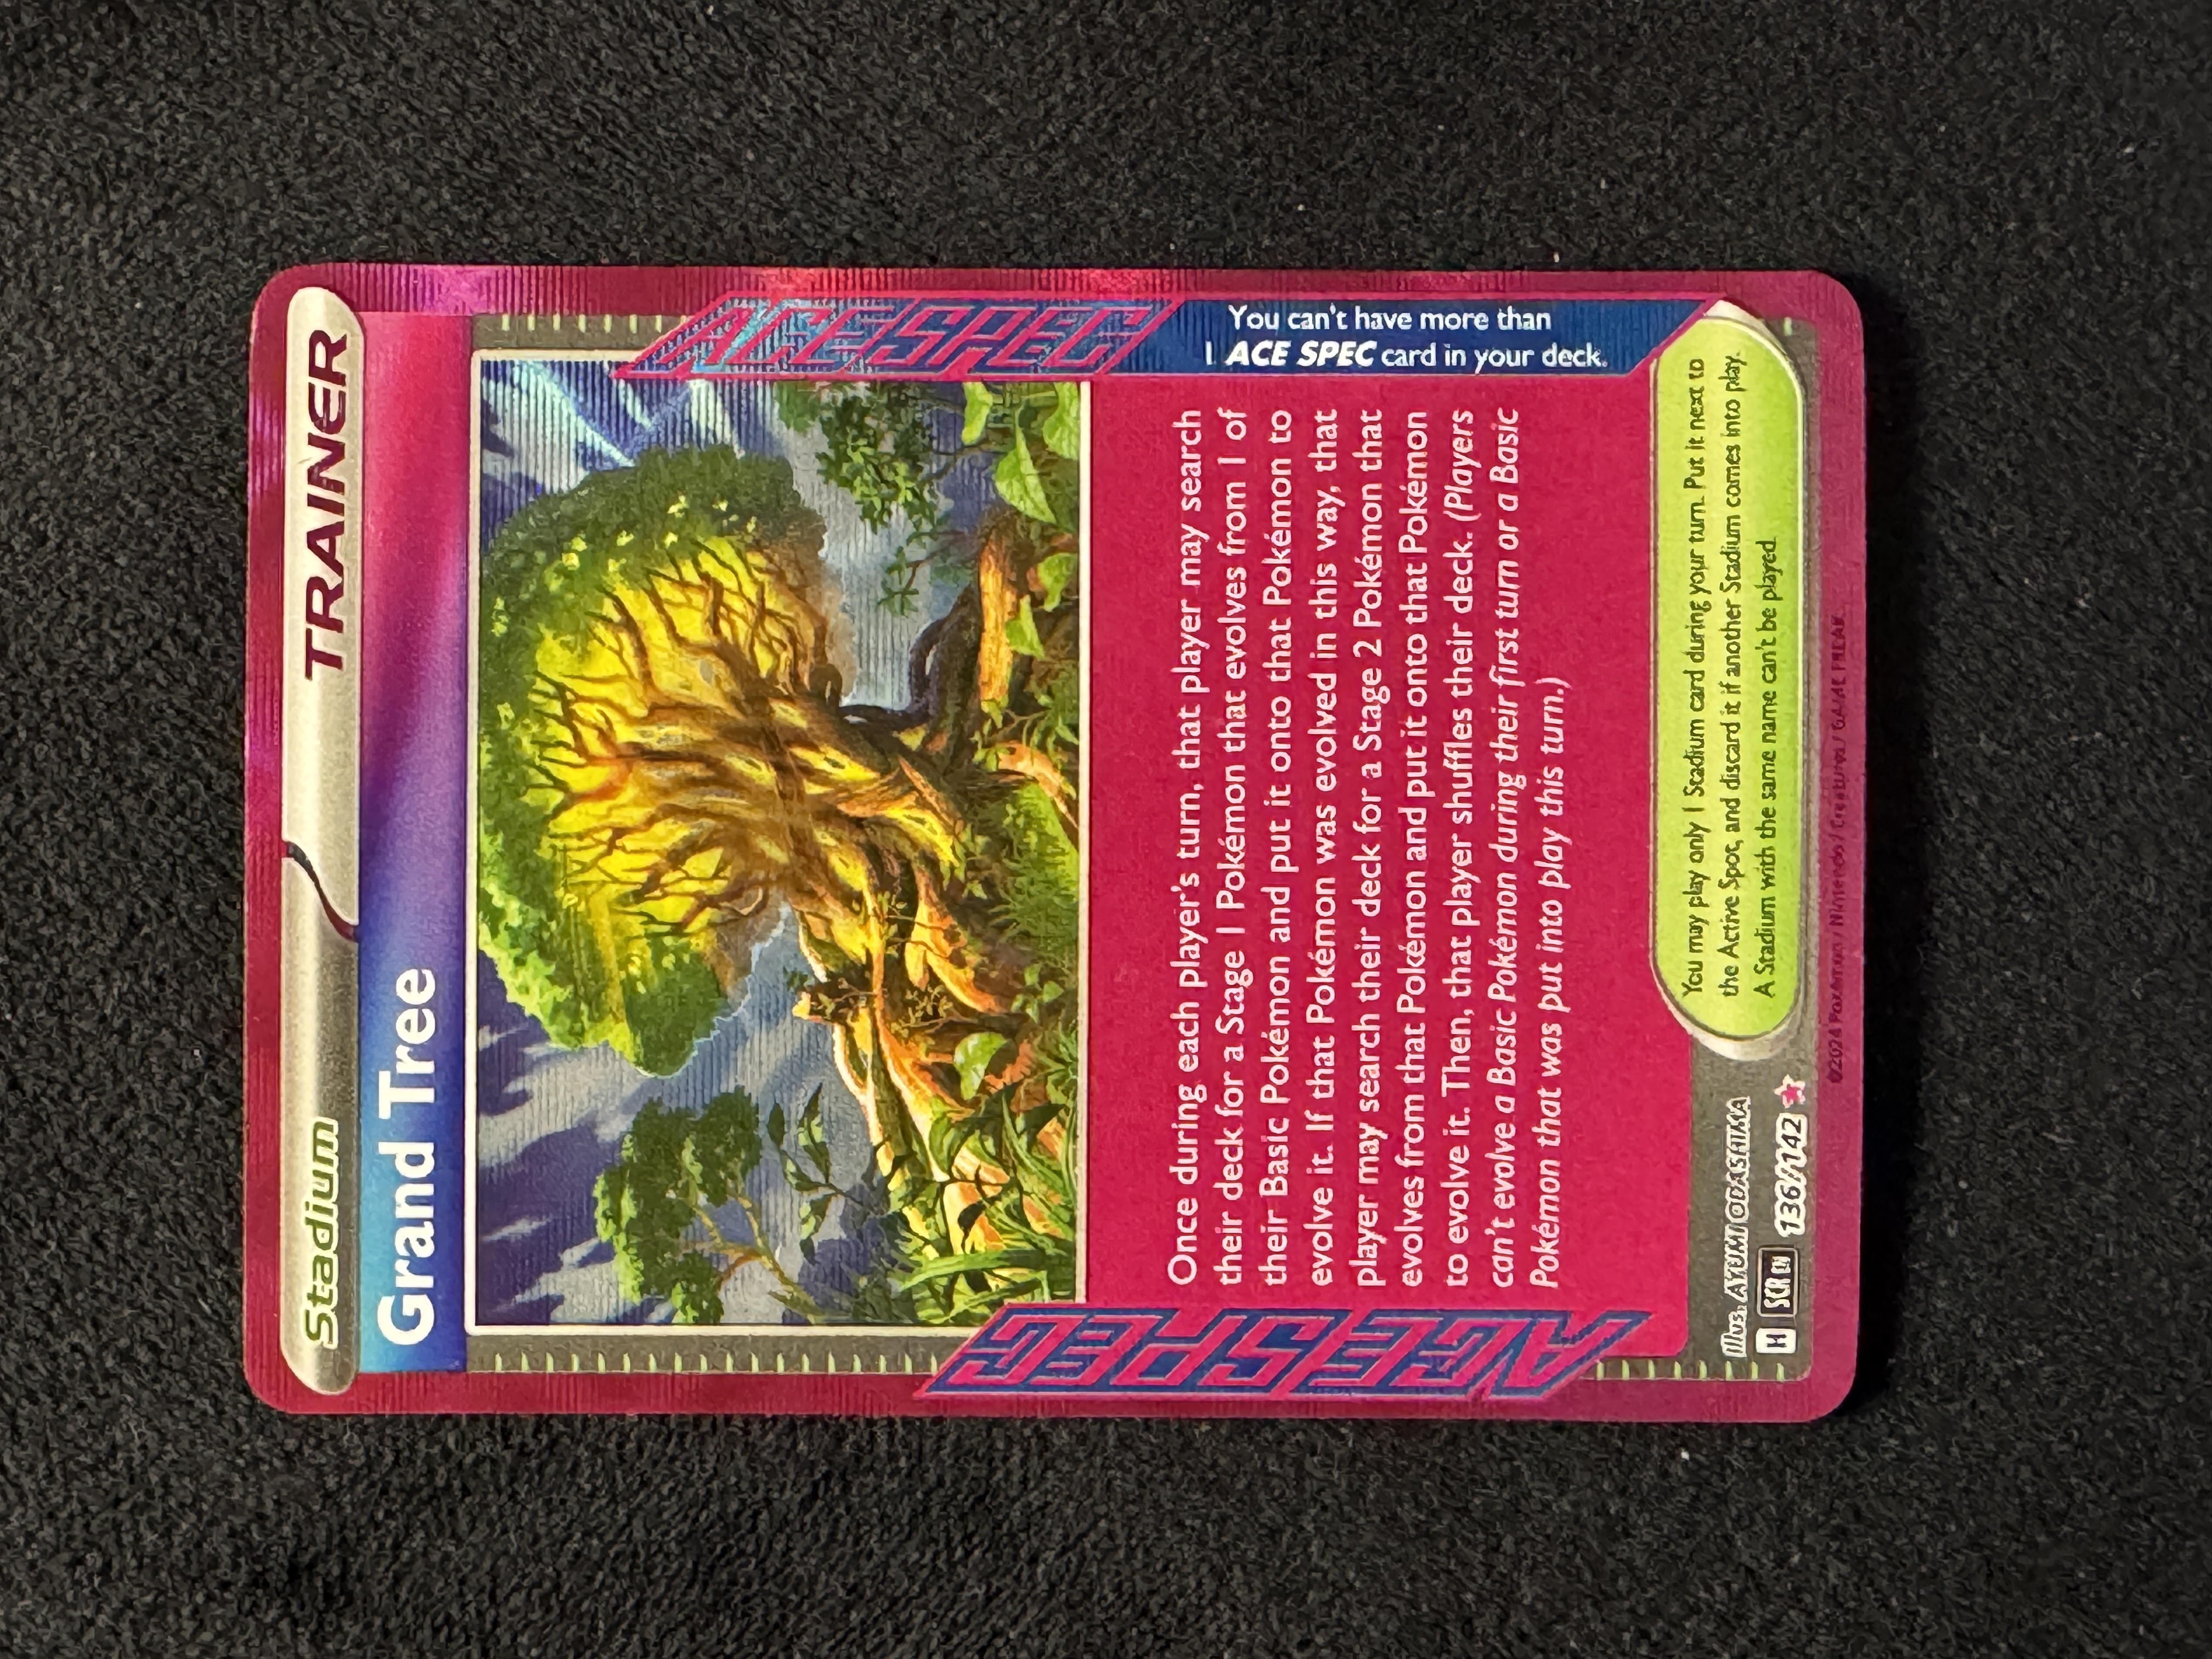 Stadium
TRAINER
Grand Tree
ACE SPEC
Once during each player's turn, that player may search
their deck for a Stage 1 Pokémon that evolves from 1 of
their Basic Pokémon and put it onto that Pokémon to
evolve it. If that Pokémon was evolved in this way, that
player may search their deck for a Stage 2 Pokémon that
evolves from that Pokémon and put it onto that Pokémon
to evolve it. Then, that player shuffles their deck. (Players
can't evolve a Basic Pokémon during their first turn or a Basic
Pokémon that was put into play this turn.)
ACE SPEC
You can't have more than
1 ACE SPEC card in your deck.
You may play only 1 Stadium card during your turn. Put it next to
the Active Spot, and discard it if another Stadium comes into play.
A Stadium with the same name can't be played.
Illus. AYUMI ODASHIMA
H SCR EN 136/142
©2024 Pokémon / Nintendo / Creatures / GAME FREAK